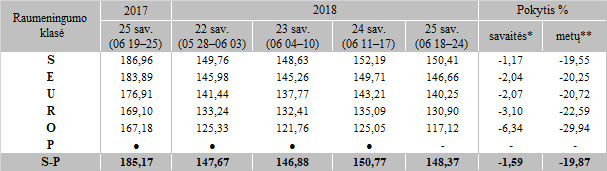 Raumeningumo klasė 2017 2018 Pokytis %
25 sav. (06 19–25) 22 sav. (05 28–06 03) 23 sav. (06 04–10) 24 sav. (06 11–17) 25 sav. (06 18–24) savaitės* metų**
S 186,96 149,76 148,63 152,19 150,41 -1,17 -19,55
E 183,89 145,98 145,26 149,71 146,66 -2,04 -20,25
U 176,91 141,44 137,77 143,21 140,25 -2,07 -20,72
R 169,10 133,24 132,41 135,09 130,90 -3,10 -22,59
O 167,18 125,33 121,76 125,05 117,12 -6,34 -29,94
P ● ● ● ● - - -
S-P 185,17 147,67 146,88 150,77 148,37 -1,59 -19,87